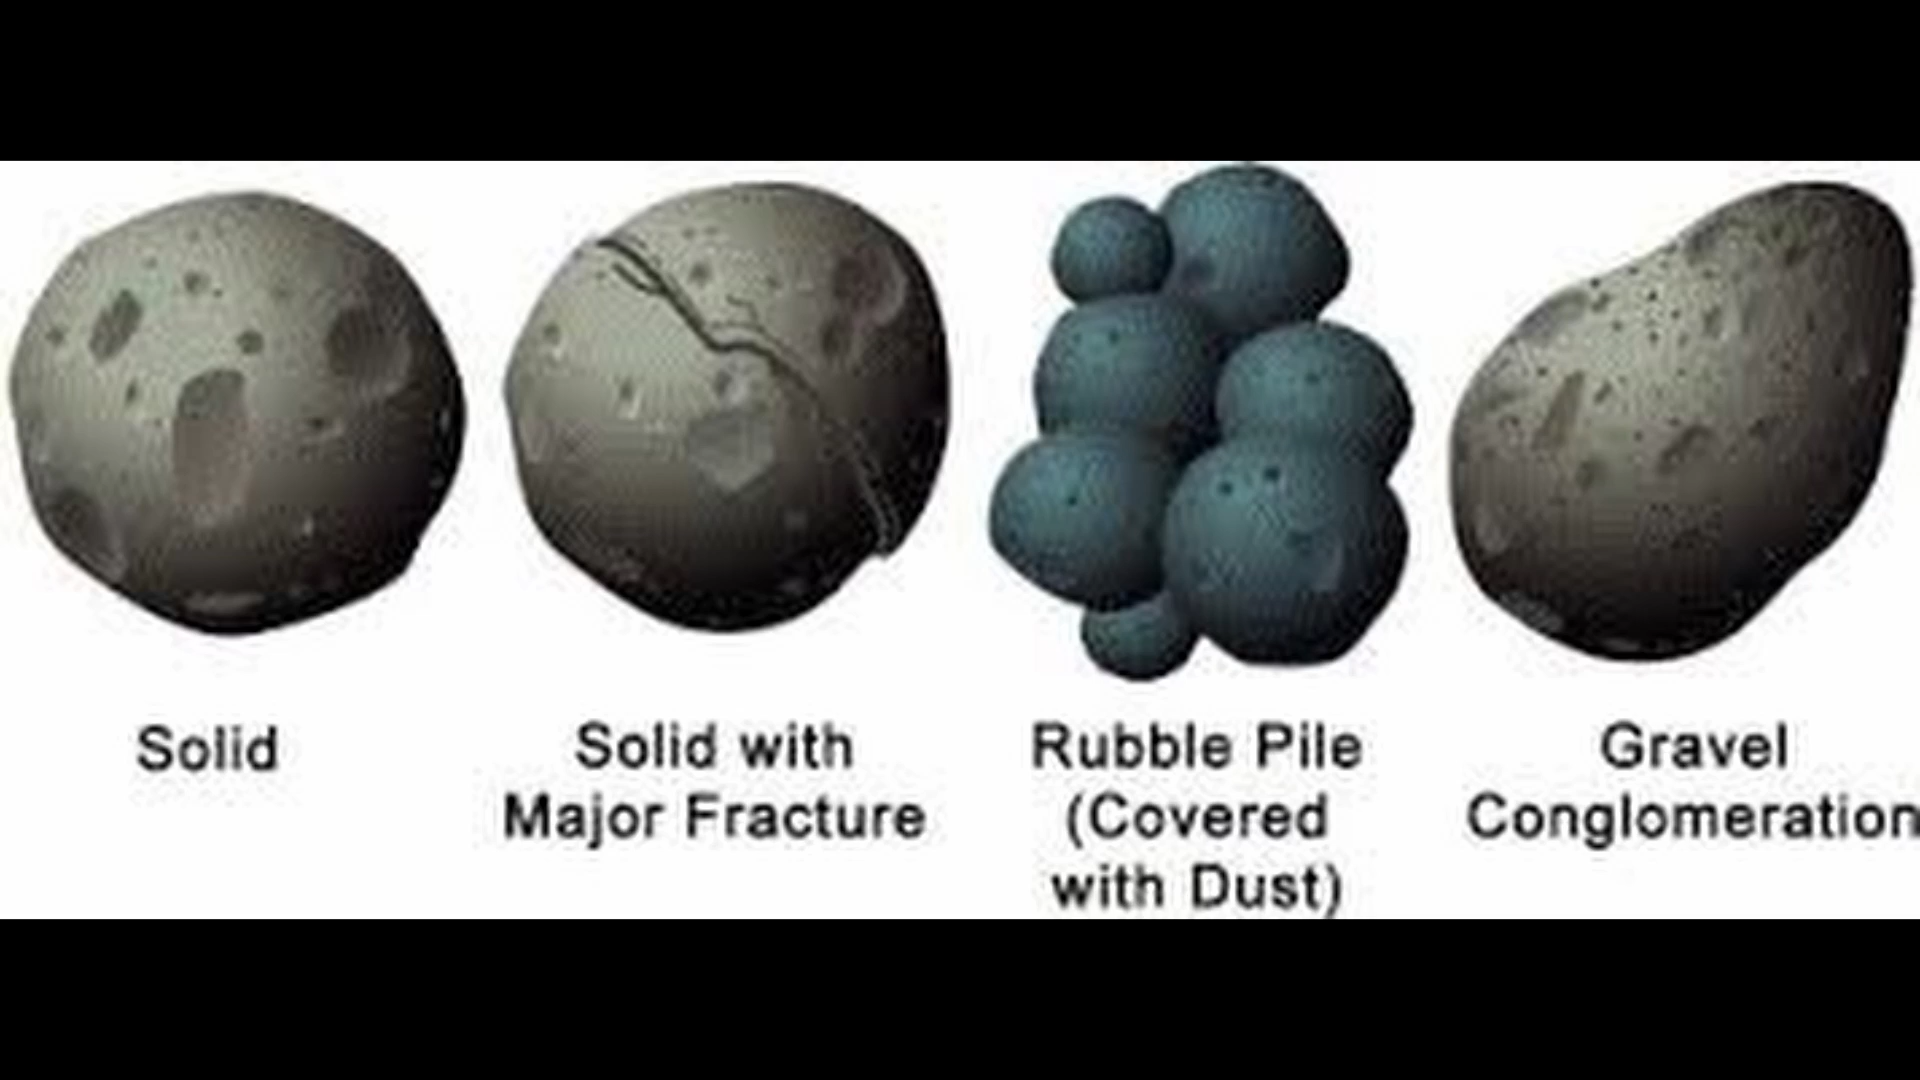 Solid
Solid with
Major Fracture
Rubble Pile
(Covered
with Dust)
Gravel
Conglomeration